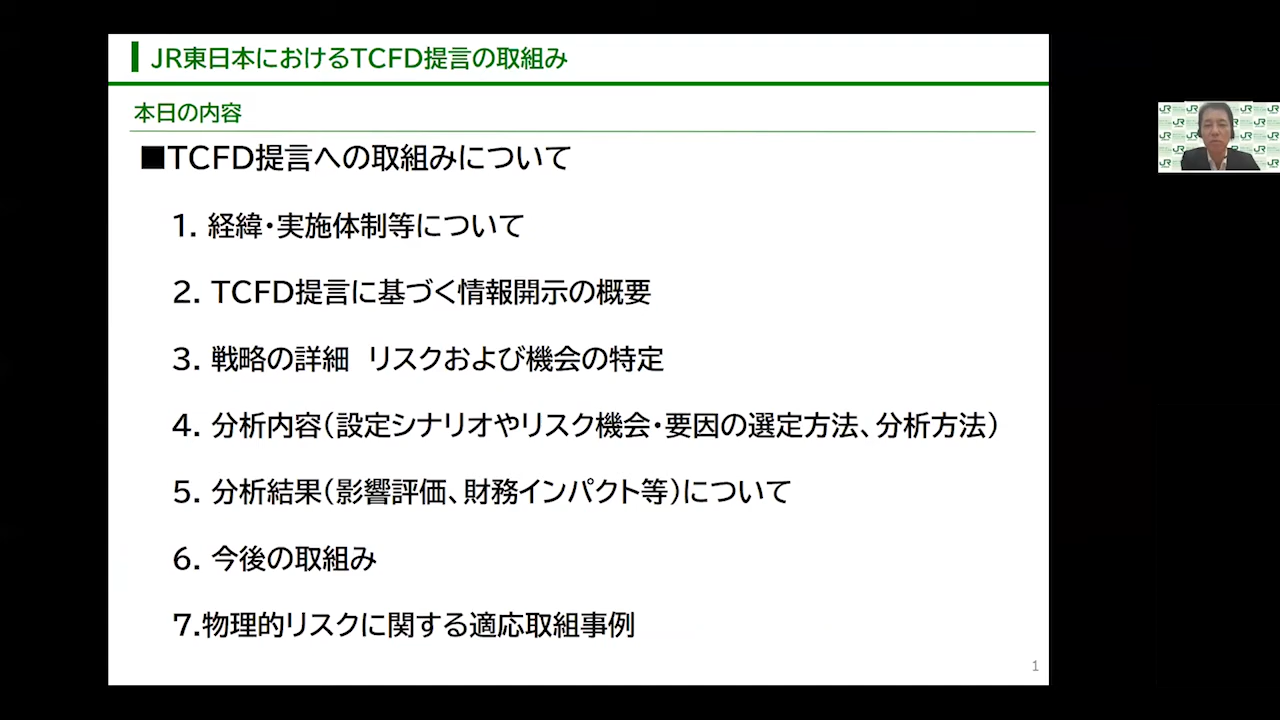 JR東日本におけるTCFD提言の取組み
本日の内容
■TCFD提言への取組みについて
1. 経緯・実施体制等について
2. TCFD提言に基づく情報開示の概要
3. 戦略の詳細　リスクおよび機会の特定
4. 分析内容（設定シナリオやリスク機会・要因の選定方法、分析方法）
5. 分析結果（影響評価、財務インパクト等）について
6. 今後の取組み
7.物理的リスクに関する適応取組事例
1